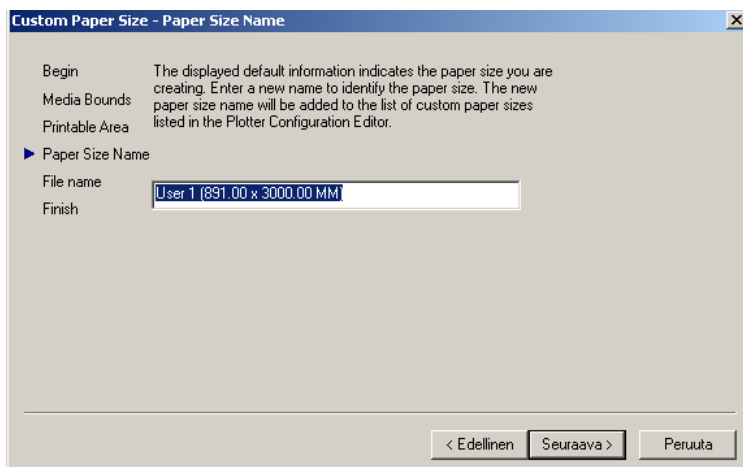 Custom Paper Size - Paper Size Name
Begin
Media Bounds
Printable Area
Paper Size Name
File name
Finish
The displayed default information indicates the paper size you are
creating. Enter a new name to identify the paper size. The new
paper size name will be added to the list of custom paper sizes
listed in the Plotter Configuration Editor.
User 1 (891.00 x 3000.00 MM)
< Edellinen
Seuraava >
Peruuta